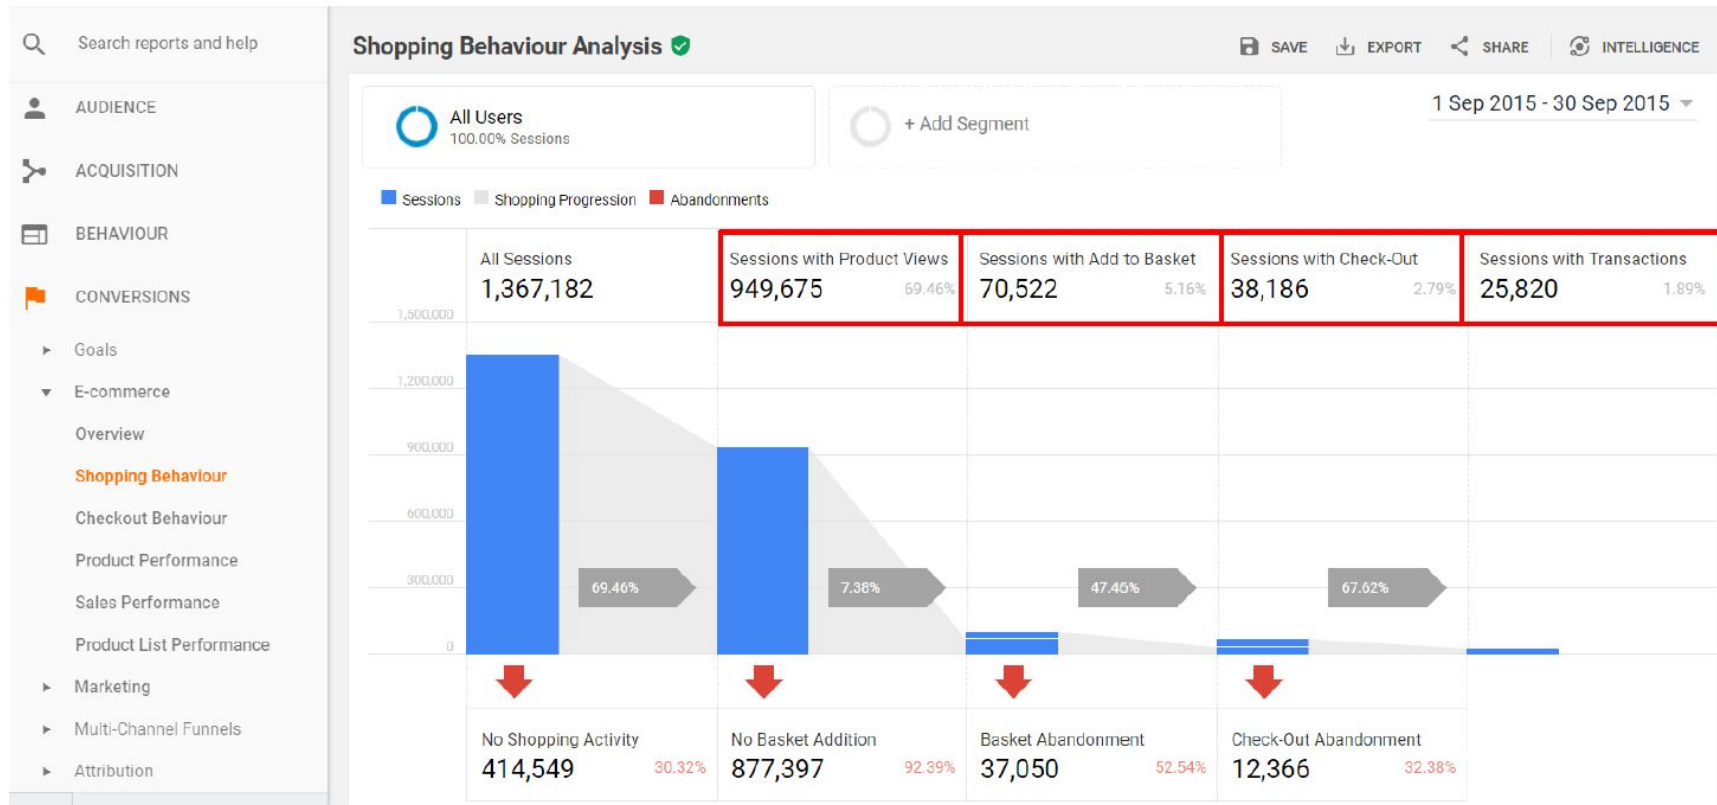 Search reports and help
AUDIENCE
ACQUISITION
BEHAVIOUR
CONVERSIONS
Goals
E-commerce
Overview
Shopping Behaviour
Checkout Behaviour
Product Performance
Sales Performance
Product List Performance
Marketing
Multi-Channel Funnels
Attribution
Shopping Behaviour Analysis
SAVE EXPORT SHARE INTELLIGENCE
All Users
100.00% Sessions
+ Add Segment
1 Sep 2015 - 30 Sep 2015
Sessions Shopping Progression Abandonments
All Sessions
1,367,182
Sessions with Product Views
949,675 69.46%
Sessions with Add to Basket
70,522 5.16%
Sessions with Check-Out
38,186 2.79%
Sessions with Transactions
25,820 1.89%
1,500,000
1,200,000
900,000
600,000
300,000
0
69.46% 7.38% 47.46% 67.62%
No Shopping Activity
414,549 30.32%
No Basket Addition
877,397 92.39%
Basket Abandonment
37,050 52.54%
Check-Out Abandonment
12,366 32.38%